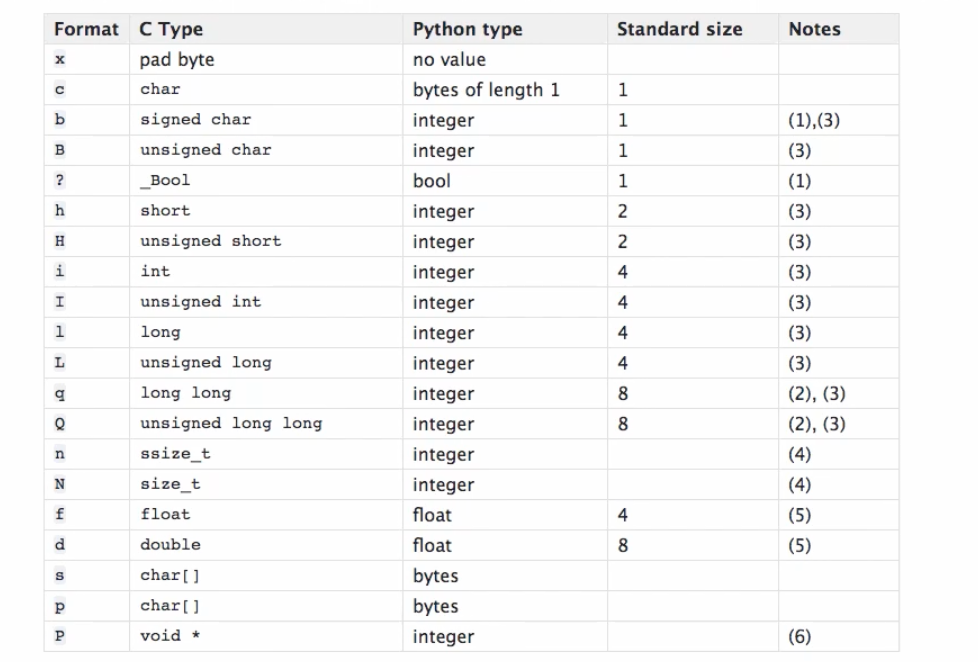 Format C Type Python type Standard size Notes
x pad byte no value
c char bytes of length 1 1
b signed char integer 1 (1),(3)
B unsigned char integer 1 (3)
? _Bool bool 1 (1)
h short integer 2 (3)
H unsigned short integer 2 (3)
i int integer 4 (3)
I unsigned int integer 4 (3)
l long integer 4 (3)
L unsigned long integer 4 (3)
q long long integer 8 (2), (3)
Q unsigned long long integer 8 (2), (3)
n ssize_t integer (4)
N size_t integer (4)
f float float 4 (5)
d double float 8 (5)
s char[] bytes
p char[] bytes
P void * integer (6)